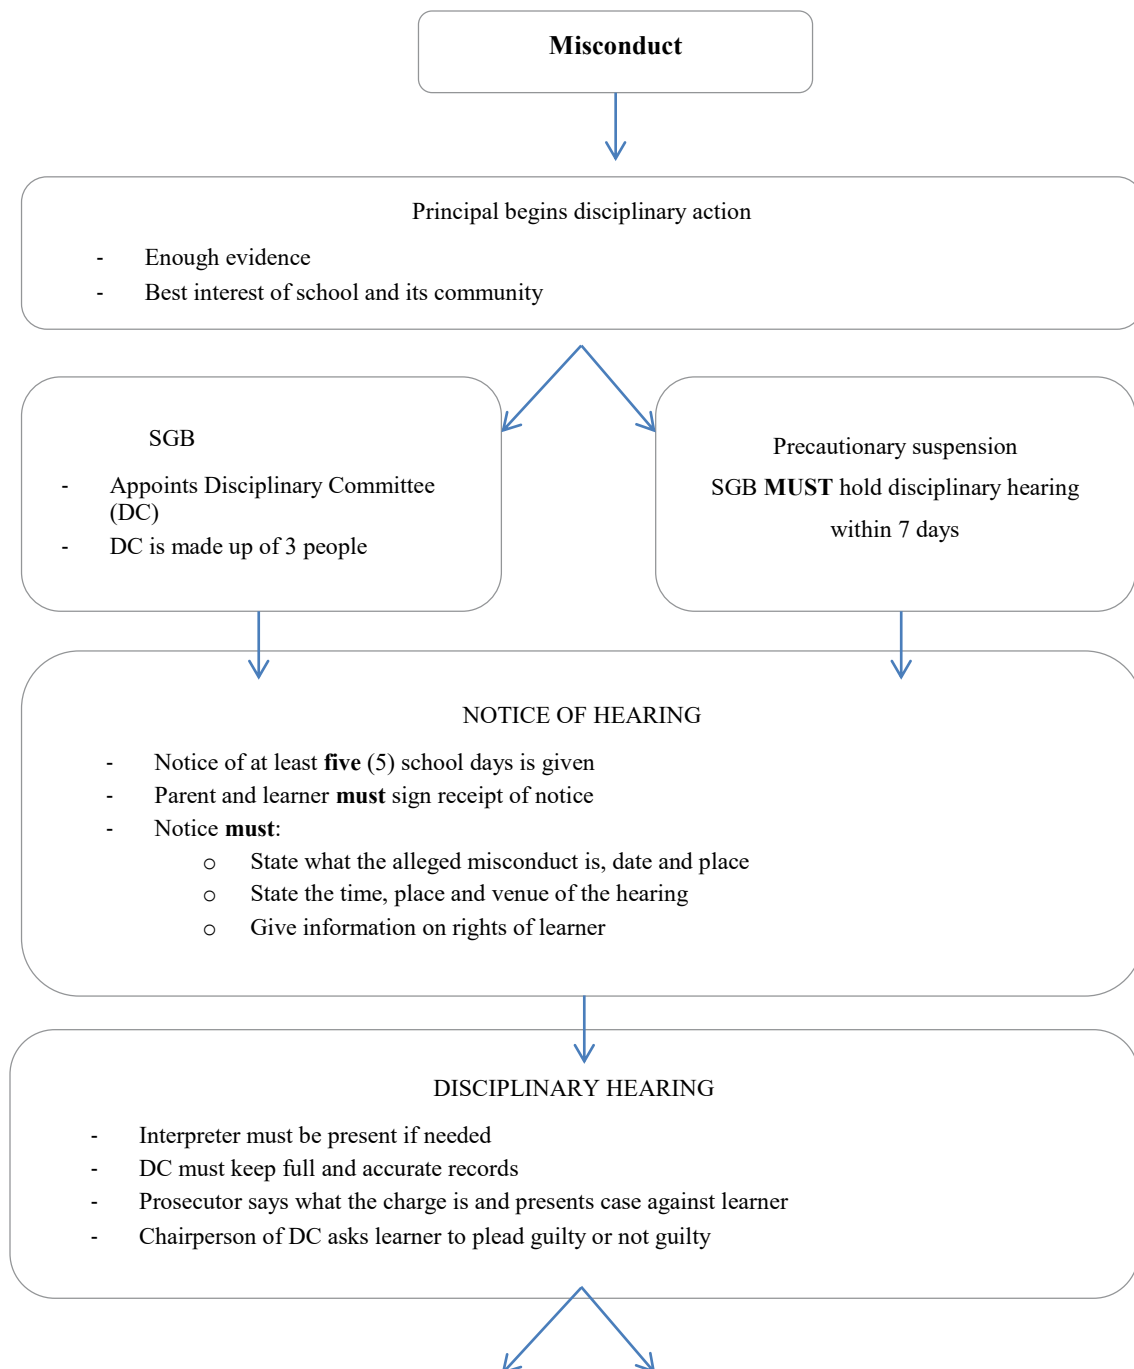 Misconduct
Principal begins disciplinary action
- Enough evidence
- Best interest of school and its community
SGB
- Appoints Disciplinary Committee
(DC)
- DC is made up of 3 people
Precautionary suspension
SGB MUST hold disciplinary hearing
within 7 days
NOTICE OF HEARING
- Notice of at least five (5) school days is given
- Parent and learner must sign receipt of notice
- Notice must:
o State what the alleged misconduct is, date and place
o State the time, place and venue of the hearing
o Give information on rights of learner
DISCIPLINARY HEARING
- Interpreter must be present if needed
- DC must keep full and accurate records
- Prosecutor says what the charge is and presents case against learner
- Chairperson of DC asks learner to plead guilty or not guilty